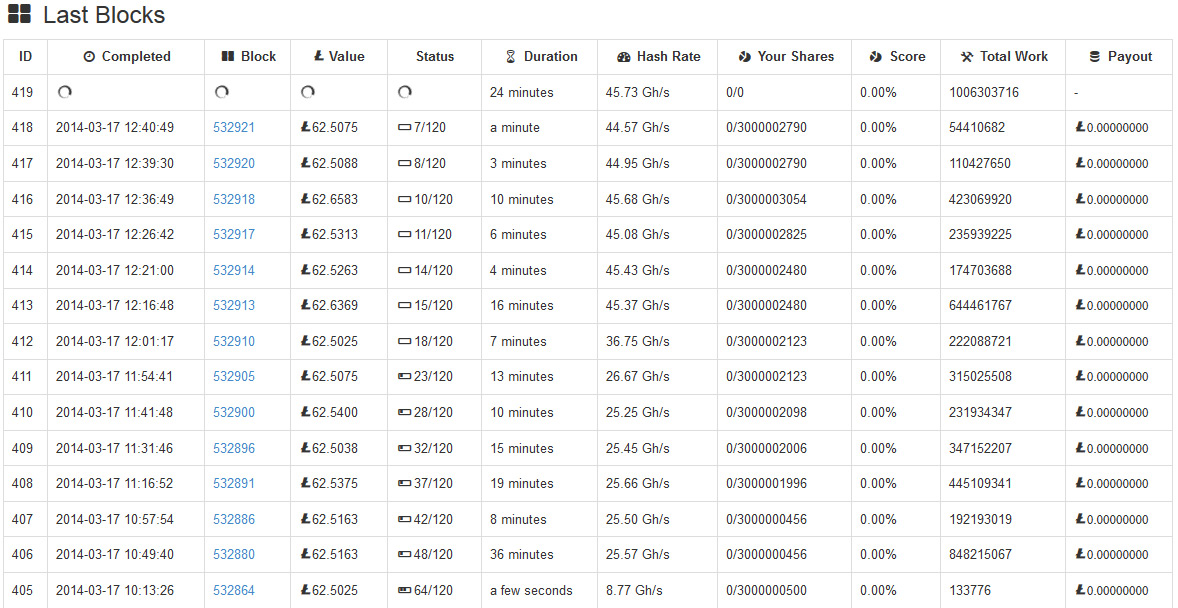 Last Blocks
ID Completed Block Ł Value Status Duration Hash Rate Your Shares Score Total Work Payout
419 24 minutes 45.73 Gh/s 0/0 0.00% 1006303716 -
418 2014-03-17 12:40:49 532921 Ł62.5075 7/120 a minute 44.57 Gh/s 0/3000002790 0.00% 54410682 Ł0.00000000
417 2014-03-17 12:39:30 532920 Ł62.5088 8/120 3 minutes 44.95 Gh/s 0/3000002790 0.00% 110427650 Ł0.00000000
416 2014-03-17 12:36:49 532918 Ł62.6583 10/120 10 minutes 45.68 Gh/s 0/3000003054 0.00% 423069920 Ł0.00000000
415 2014-03-17 12:26:42 532917 Ł62.5313 11/120 6 minutes 45.08 Gh/s 0/3000002825 0.00% 235939225 Ł0.00000000
414 2014-03-17 12:21:00 532914 Ł62.5263 14/120 4 minutes 45.43 Gh/s 0/3000002480 0.00% 174703688 Ł0.00000000
413 2014-03-17 12:16:48 532913 Ł62.6369 15/120 16 minutes 45.37 Gh/s 0/3000002480 0.00% 644461767 Ł0.00000000
412 2014-03-17 12:01:17 532910 Ł62.5025 18/120 7 minutes 36.75 Gh/s 0/3000002123 0.00% 222088721 Ł0.00000000
411 2014-03-17 11:54:41 532905 Ł62.5075 23/120 13 minutes 26.67 Gh/s 0/3000002123 0.00% 315025508 Ł0.00000000
410 2014-03-17 11:41:48 532900 Ł62.5400 28/120 10 minutes 25.25 Gh/s 0/3000002098 0.00% 231934347 Ł0.00000000
409 2014-03-17 11:31:46 532896 Ł62.5038 32/120 15 minutes 25.45 Gh/s 0/3000002006 0.00% 347152207 Ł0.00000000
408 2014-03-17 11:16:52 532891 Ł62.5375 37/120 19 minutes 25.66 Gh/s 0/3000001996 0.00% 445109341 Ł0.00000000
407 2014-03-17 10:57:54 532886 Ł62.5163 42/120 8 minutes 25.50 Gh/s 0/3000000456 0.00% 192193019 Ł0.00000000
406 2014-03-17 10:49:40 532880 Ł62.5163 48/120 36 minutes 25.57 Gh/s 0/3000000456 0.00% 848215067 Ł0.00000000
405 2014-03-17 10:13:26 532864 Ł62.5025 64/120 a few seconds 8.77 Gh/s 0/3000000500 0.00% 133776 Ł0.00000000